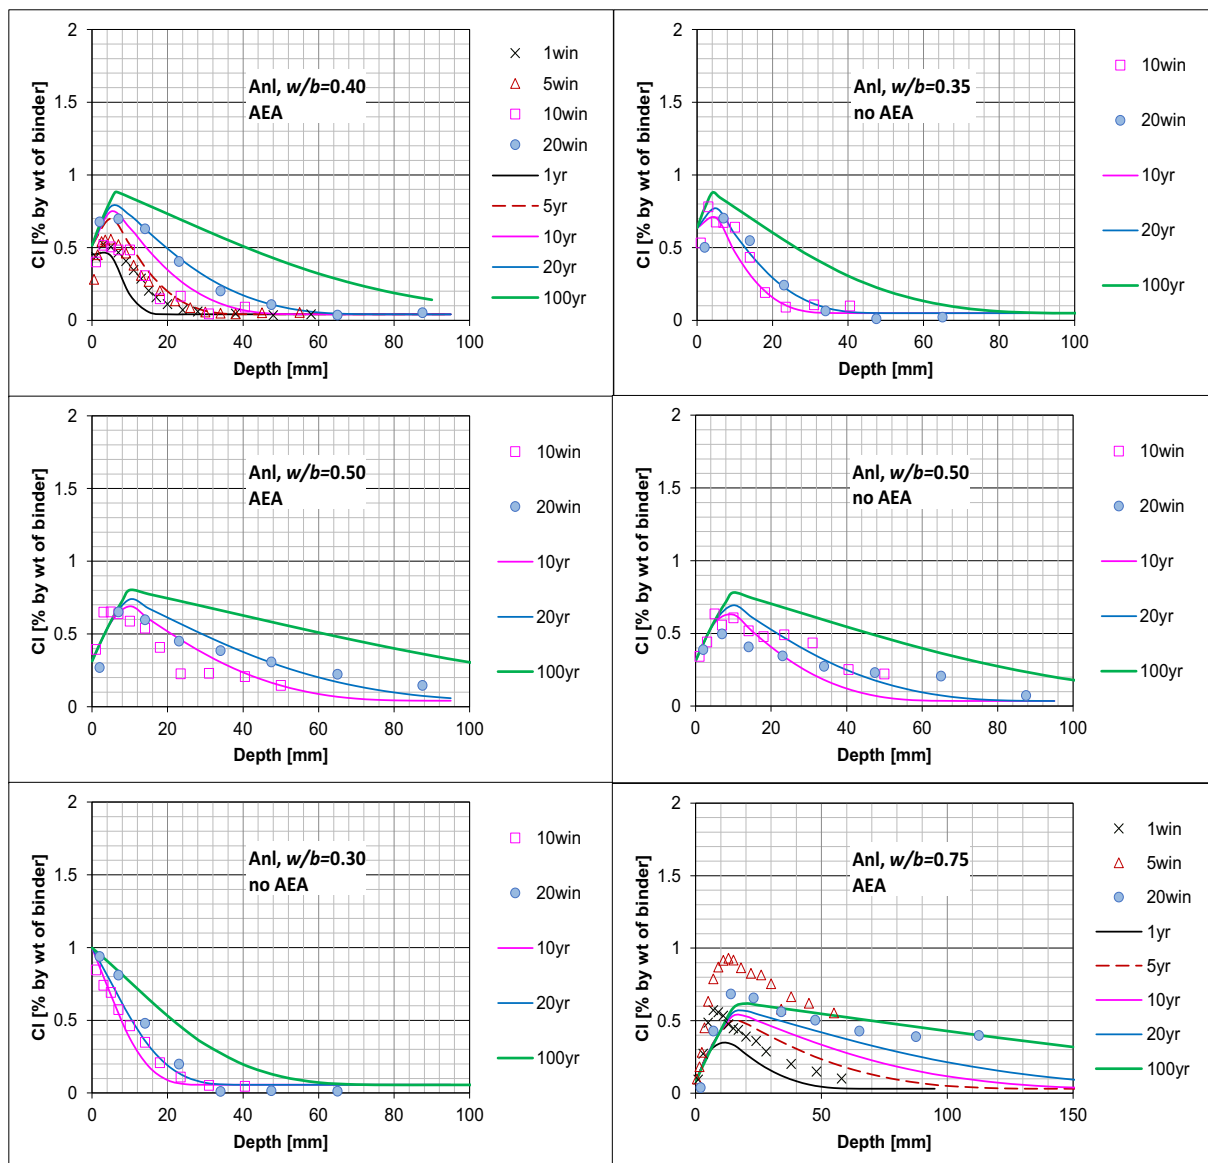 Cl [% by wt of binder]
2
1.5
1
0.5
0
0 20 40 60 80 100
Depth [mm]
Anl, w/b=0.40
AEA
1win
5win
10win
20win
1yr
5yr
10yr
20yr
100yr
Cl [% by wt of binder]
2
1.5
1
0.5
0
0 20 40 60 80 100
Depth [mm]
Anl, w/b=0.35
no AEA
10win
20win
10yr
20yr
100yr
Cl [% by wt of binder]
2
1.5
1
0.5
0
0 20 40 60 80 100
Depth [mm]
Anl, w/b=0.50
AEA
10win
20win
10yr
20yr
100yr
Cl [% by wt of binder]
2
1.5
1
0.5
0
0 20 40 60 80 100
Depth [mm]
Anl, w/b=0.50
no AEA
10win
20win
10yr
20yr
100yr
Cl [% by wt of binder]
2
1.5
1
0.5
0
0 20 40 60 80 100
Depth [mm]
Anl, w/b=0.30
no AEA
10win
20win
10yr
20yr
100yr
Cl [% by wt of binder]
2
1.5
1
0.5
0
0 50 100 150
Depth [mm]
Anl, w/b=0.75
AEA
1win
5win
20win
1yr
5yr
10yr
20yr
100yr